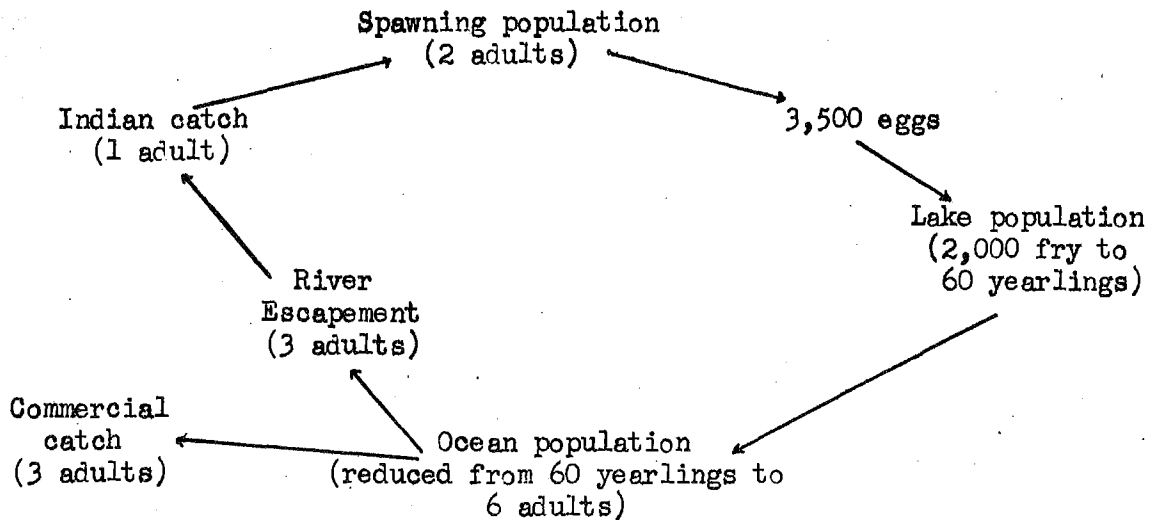 Spawning population
(2 adults)
3,500 eggs
Lake population
(2,000 fry to
60 yearlings)
Ocean population
(reduced from 60 yearlings to
6 adults)
Commercial
catch
(3 adults)
River
Escapement
(3 adults)
Indian catch
(1 adult)